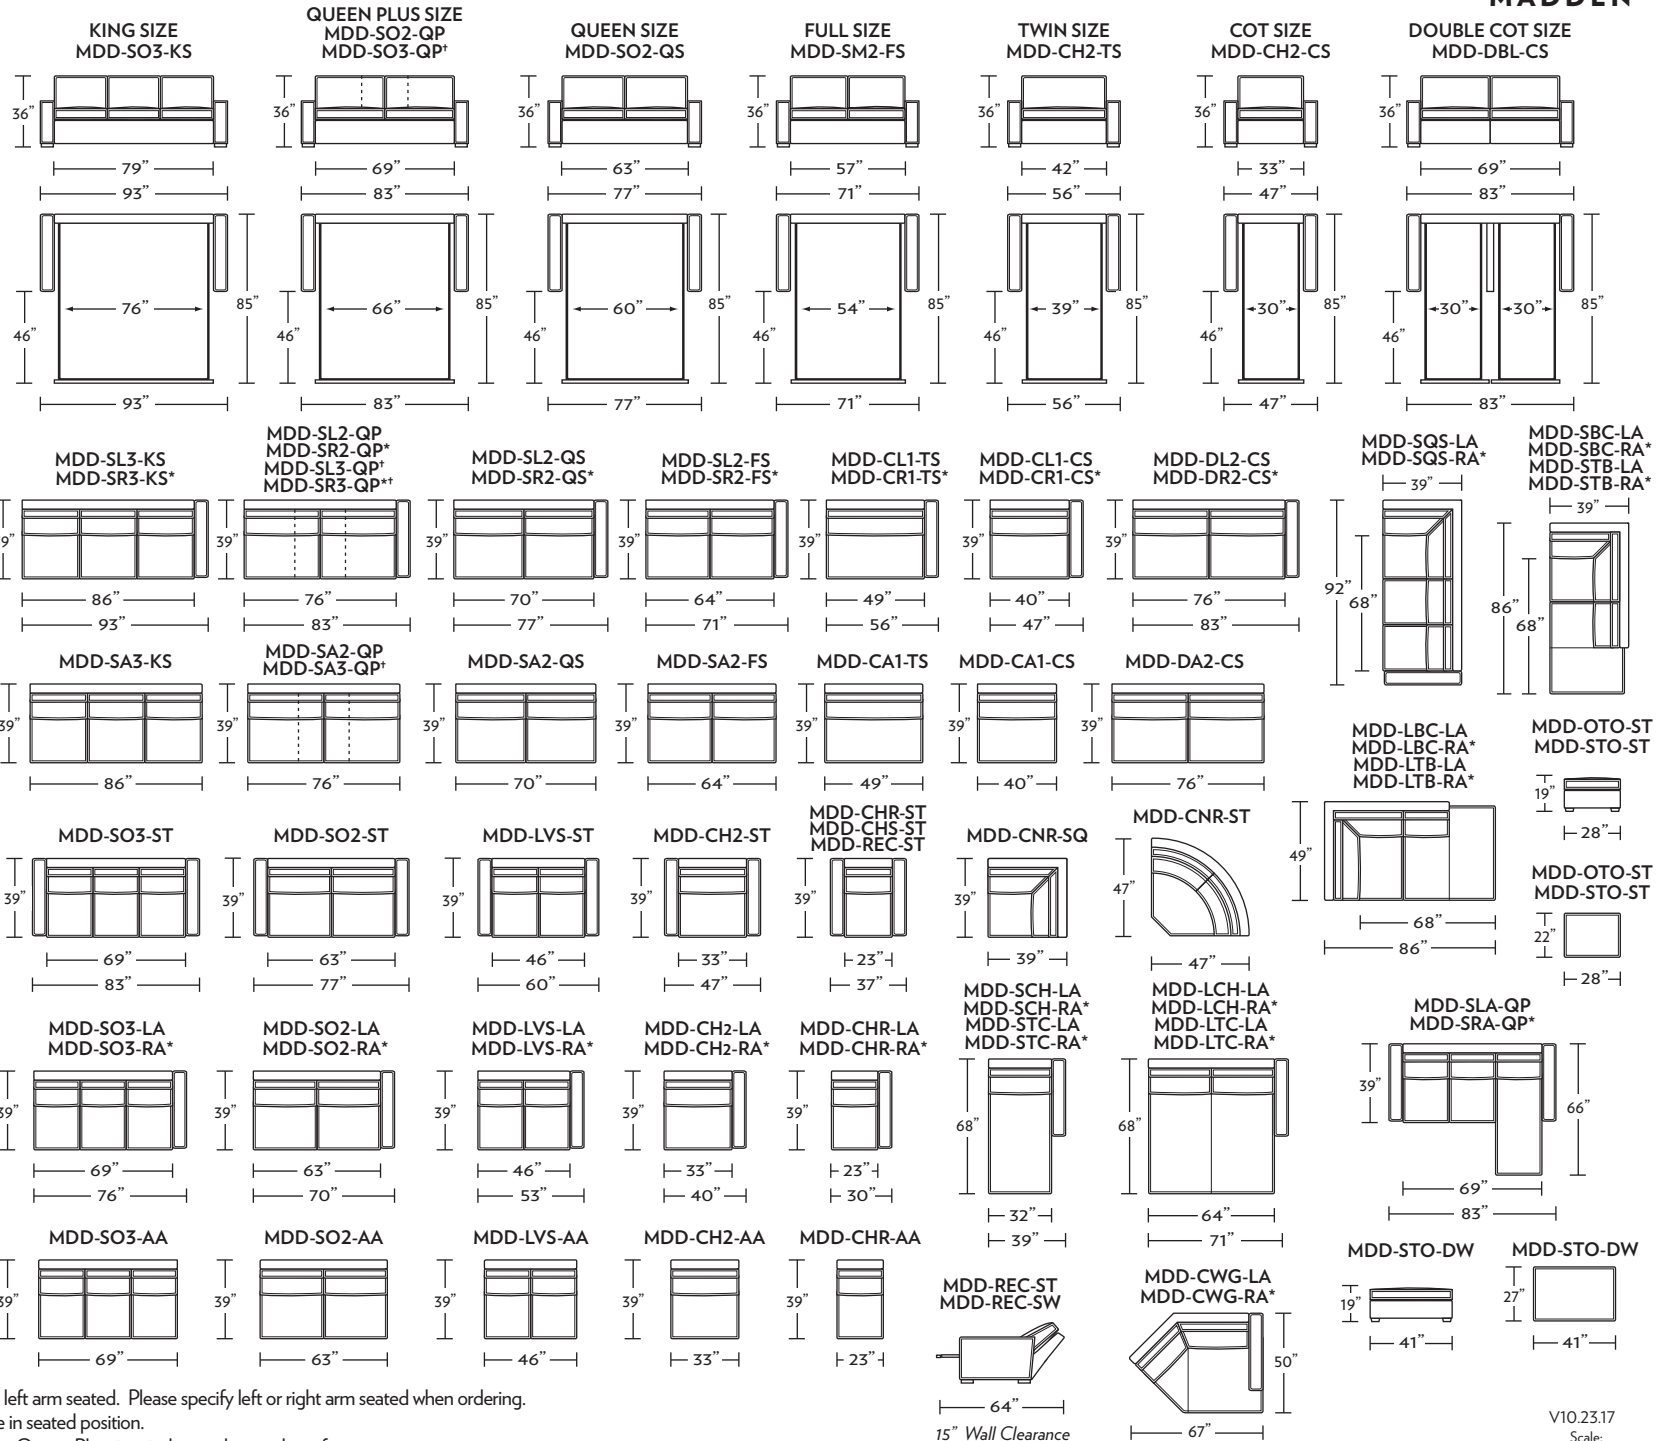 MADDEN
KING SIZE
MDD-SO3-KS
36”
79”
93”
76”
46”
85”
93”
QUEEN PLUS SIZE
MDD-SO2-QP
MDD-SO3-QP†
36”
69”
83”
66”
46”
85”
83”
QUEEN SIZE
MDD-SO2-QS
36”
63”
77”
60”
46”
85”
77”
FULL SIZE
MDD-SM2-FS
36”
57”
71”
54”
46”
85”
71”
TWIN SIZE
MDD-CH2-TS
36”
42”
56”
39”
46”
85”
56”
COT SIZE
MDD-CH2-CS
36”
33”
47”
30”
46”
85”
47”
DOUBLE COT SIZE
MDD-DBL-CS
36”
69”
83”
30” 30”
46”
85”
83”
MDD-SL3-KS
MDD-SR3-KS*
86”
93”
MDD-SL2-QP
MDD-SR2-QP*
MDD-SL3-QP†
MDD-SR3-QP*†
39”
76”
83”
MDD-SL2-QS
MDD-SR2-QS*
39”
70”
77”
MDD-SL2-FS
MDD-SR2-FS*
39”
64”
71”
MDD-CL1-TS
MDD-CR1-TS*
39”
49”
56”
MDD-CL1-CS
MDD-CR1-CS*
39”
40”
47”
MDD-DL2-CS
MDD-DR2-CS*
39”
76”
83”
MDD-SQS-LA
MDD-SQS-RA*
39”
92”
68”
MDD-SBC-LA
MDD-SBC-RA*
MDD-STB-LA
MDD-STB-RA*
39”
86”
68”
MDD-SA3-KS
39”
86”
MDD-SA2-QP
MDD-SA3-QP†
39”
76”
MDD-SA2-QS
39”
70”
MDD-SA2-FS
39”
64”
MDD-CA1-TS
39”
49”
MDD-CA1-CS
39”
40”
MDD-DA2-CS
39”
76”
MDD-LBC-LA
MDD-LBC-RA*
MDD-LTB-LA
MDD-LTB-RA*
49”
68”
86”
MDD-OTO-ST
MDD-STO-ST
19”
28”
MDD-OTO-ST
MDD-STO-ST
22”
28”
MDD-SO3-ST
39”
69”
83”
MDD-SO2-ST
39”
63”
77”
MDD-LVS-ST
39”
46”
60”
MDD-CH2-ST
39”
33”
47”
MDD-CHR-ST
MDD-CHS-ST
MDD-REC-ST
39”
23”
37”
MDD-CNR-SQ
39”
39”
MDD-CNR-ST
47”
47”
MDD-SO3-LA
MDD-SO3-RA*
39”
69”
76”
MDD-SO2-LA
MDD-SO2-RA*
39”
63”
70”
MDD-LVS-LA
MDD-LVS-RA*
39”
46”
53”
MDD-CH2-LA
MDD-CH2-RA*
39”
33”
40”
MDD-CHR-LA
MDD-CHR-RA*
39”
23”
30”
MDD-SCH-LA
MDD-SCH-RA*
MDD-STC-LA
MDD-STC-RA*
68”
32”
39”
MDD-LCH-LA
MDD-LCH-RA*
MDD-LTC-LA
MDD-LTC-RA*
68”
64”
71”
MDD-SLA-QP
MDD-SRA-QP*
39”
66”
69”
83”
MDD-SO3-AA
39”
69”
MDD-SO2-AA
39”
63”
MDD-LVS-AA
39”
46”
MDD-CH2-AA
39”
33”
MDD-CHR-AA
39”
23”
MDD-REC-ST
MDD-REC-SW
64”
15” Wall Clearance
MDD-CWG-LA
MDD-CWG-RA*
50”
67”
MDD-STO-DW
19”
41”
MDD-STO-DW
27”
41”
left arm seated. Please specify left or right arm seated when ordering.
in seated position.
V10.23.17
Scale: